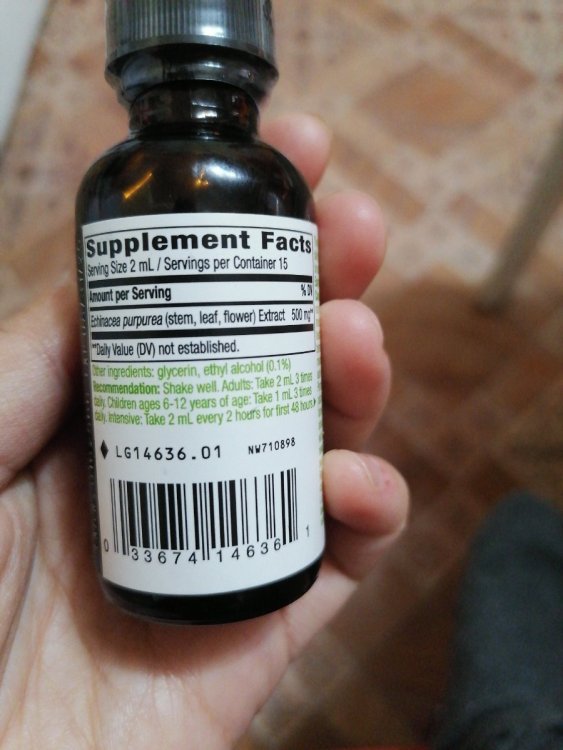 Supplement Facts
Serving Size 2 mL / Servings per Container 15
Amount per Serving % DV
Echinacea purpurea (stem, leaf, flower) Extract 500 mg**
**Daily Value (DV) not established.
Other ingredients: glycerin, ethyl alcohol (0.1%)
Recommendation: Shake well. Adults: Take 2 mL 3 times
daily. Children ages 6-12 years of age: Take 1 mL 3 times
daily. Intensive: Take 2 mL every 2 hours for first 48 hours
LG14636.01 NW710898
0 33674 14636 1